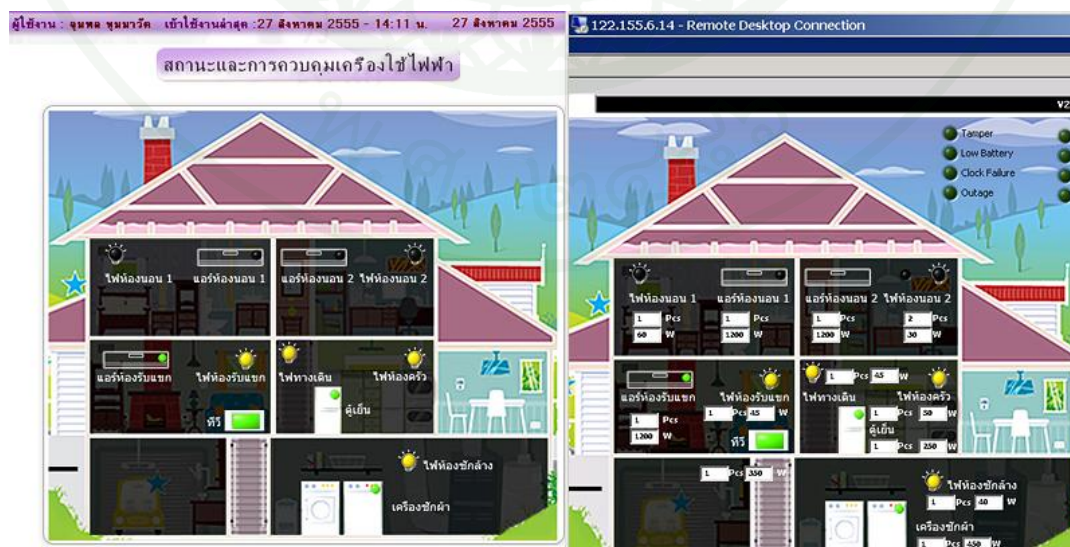 ผู้ใช้งาน : จุมพล พุมมาวัด เข้าใช้งานล่าสุด :27 สิงหาคม 2555 - 14:11 น. 27 สิงหาคม 2555
สถานะและการควบคุมเครื่องใช้ไฟฟ้า
ไฟห้องนอน 1 แอร์ห้องนอน 1 แอร์ห้องนอน 2 ไฟห้องนอน 2
แอร์ห้องรับแขก ไฟห้องรับแขก ไฟทางเดิน ไฟห้องครัว
ตู้เย็น
ทีวี
ไฟห้องซักล้าง
เครื่องซักผ้า
122.155.6.14 - Remote Desktop Connection
V2
Tamper
Low Battery
Clock Failure
Outage
ไฟห้องนอน 1 แอร์ห้องนอน 1 แอร์ห้องนอน 2 ไฟห้องนอน 2
1 Pcs 1 Pcs 1 Pcs 2 Pcs
60 W 1200 W 1200 W 30 W
1 Pcs 45 W
แอร์ห้องรับแขก ไฟห้องรับแขก ไฟทางเดิน ไฟห้องครัว
1 Pcs 1 Pcs 45 W 1 Pcs 50 W
1200 W ทีวี ตู้เย็น
1 Pcs 250 W
1 Pcs 350 W
ไฟห้องซักล้าง
1 Pcs 40 W
เครื่องซักผ้า
1 Pcs 450 W